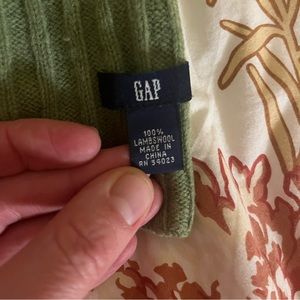 GAP
100%
LAMBSWOOL
MADE IN
CHINA
RN 54023